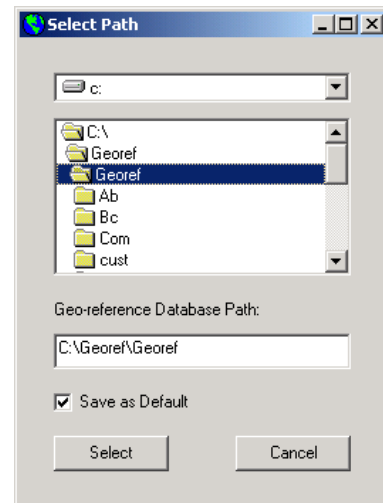 Select Path
c:
C:\
Georef
Georef
Ab
Bc
Com
cust
Geo-reference Database Path:
C:\Georef\Georef
Save as Default
Select Cancel